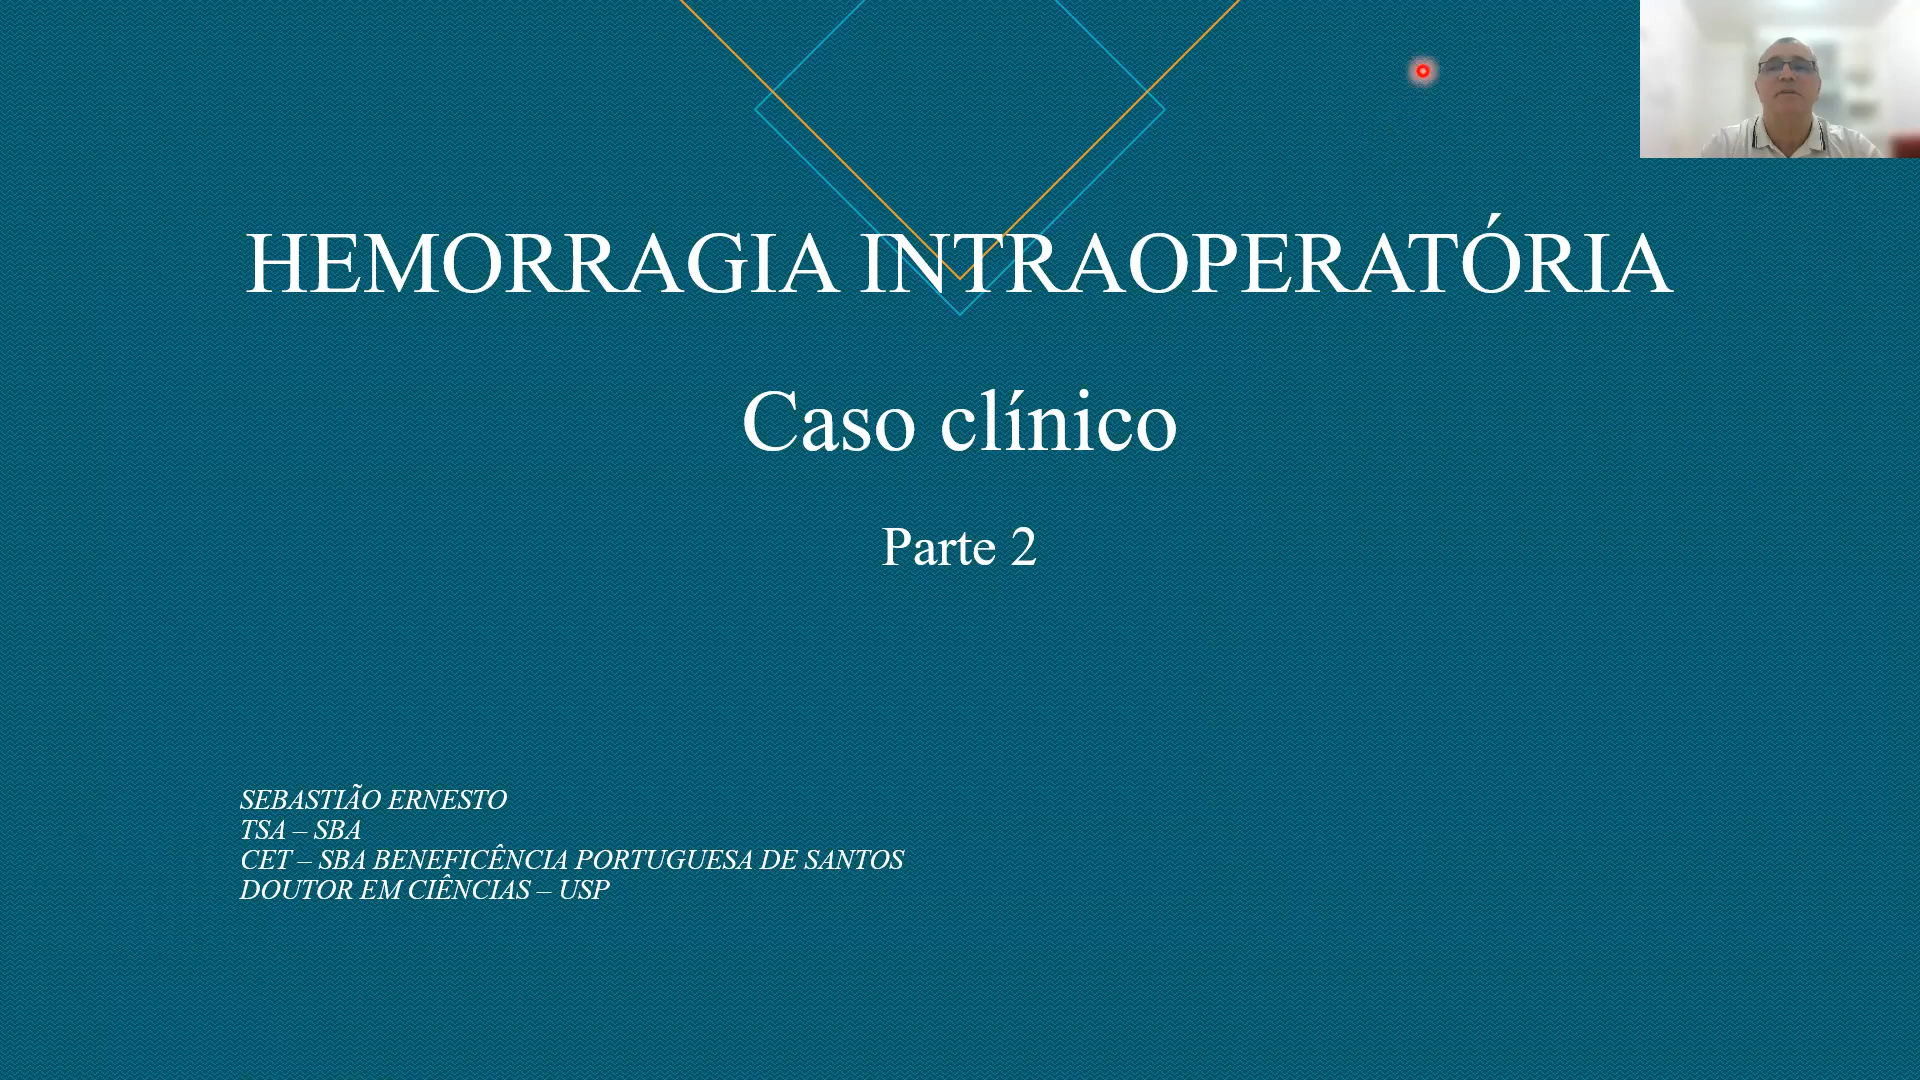 HEMORRAGIA INTRAOPERATÓRIA
Caso clínico
Parte 2
SEBASTIÃO ERNESTO
TSA – SBA
CET – SBA BENEFICÊNCIA PORTUGUESA DE SANTOS
DOUTOR EM CIÊNCIAS – USP